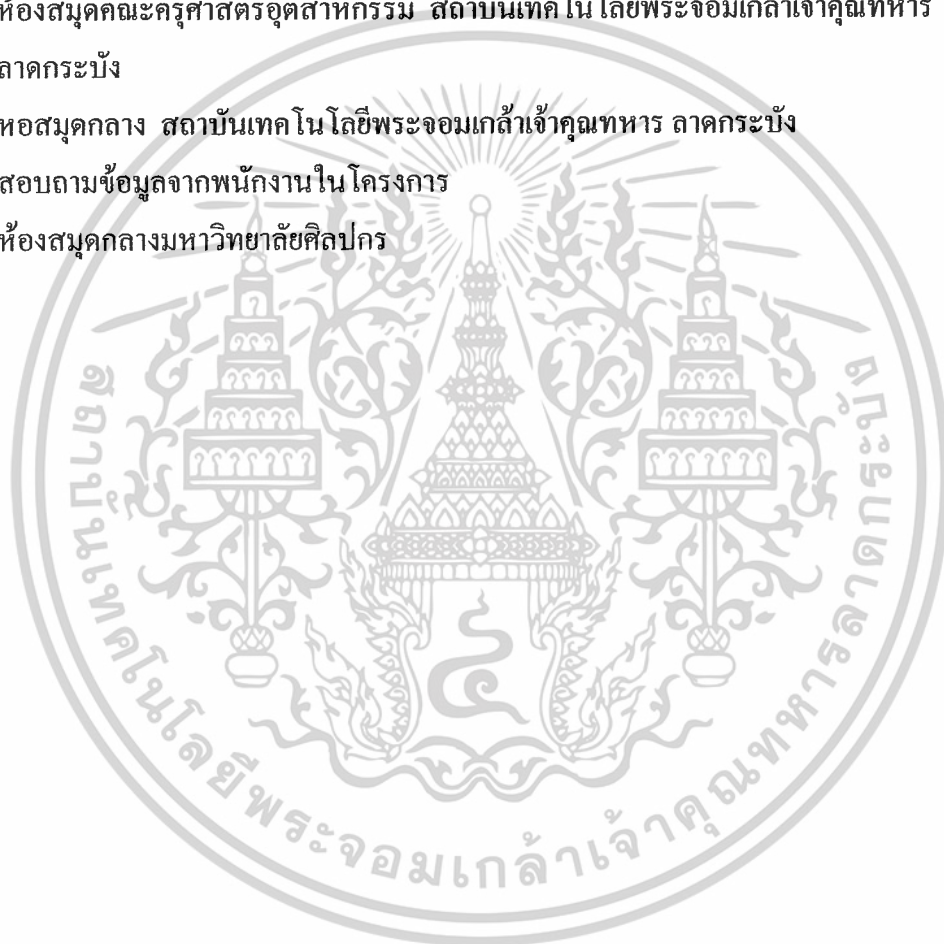 ห้องสมุดคณะครุศาสตรอุตสาหกรรม สถาบันเทคโนโลยีพระจอมเกล้าเจ้าคุณทหาร
ลาดกระบัง
หอสมุดกลาง สถาบันเทคโนโลยีพระจอมเกล้าเจ้าคุณทหาร ลาดกระบัง
สอบถามข้อมูลจากพนักงานในโครงการ
ห้องสมุดกลางมหาวิทยาลัยศิลปกร
สถาบันเทคโนโลยีพระจอมเกล้าเจ้าคุณทหารลาดกระบัง
๔